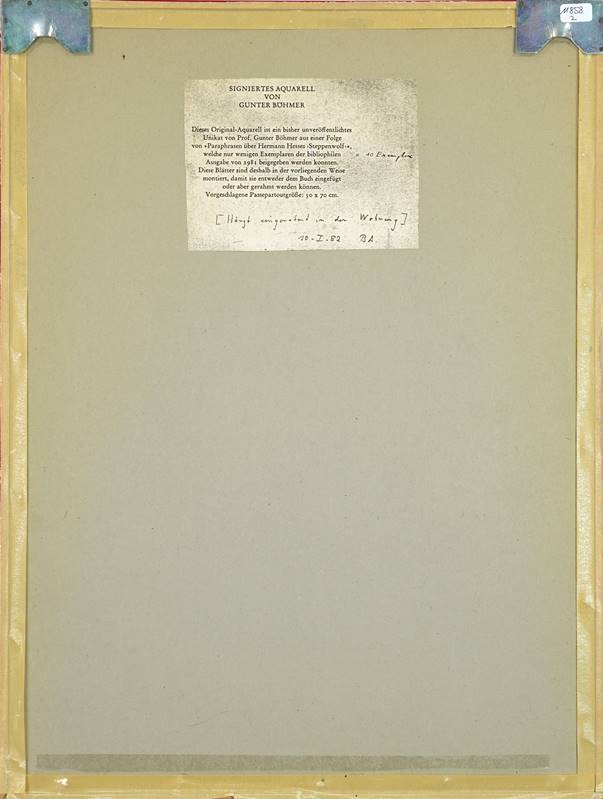 11858
2
SIGNIERTES AQUARELL
VON
GUNTER BÖHMER
Dieses Original-Aquarell ist ein bisher unveröffentlichtes
Unikat von Prof. Gunter Böhmer aus einer Folge
von »Paraphrasen über Hermann Hesses ›Steppenwolf‹«,
welche nur wenigen Exemplaren der bibliophilen = 10 Exemplare
Ausgabe von 1981 beigegeben werden konnten.
Diese Blätter sind deshalb in der vorliegenden Weise
montiert, damit sie entweder dem Buch eingefügt
oder aber gerahmt werden können.
Vorgeschlagene Passepartoutgröße: 50 x 70 cm.
[Hängt eingerahmt in der Wohnung]
10-I-82 BA.